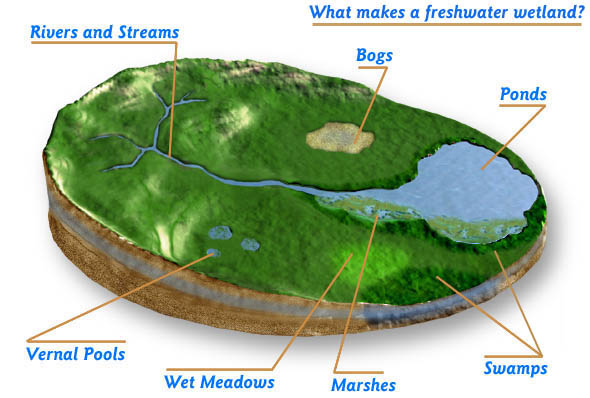 What makes a freshwater wetland?
Rivers and Streams
Bogs
Ponds
Vernal Pools
Wet Meadows
Marshes
Swamps